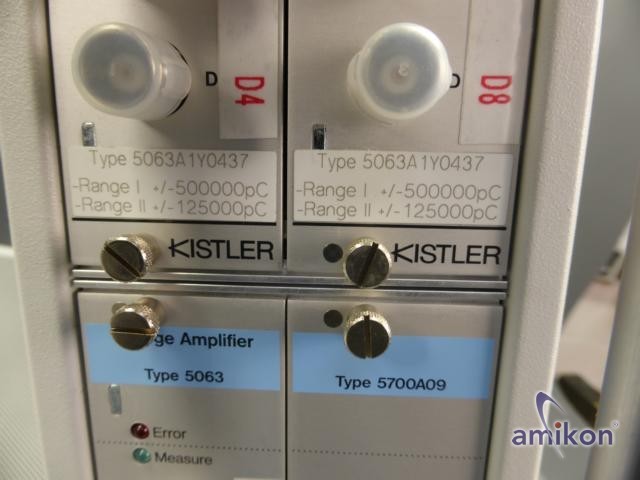 D
D4
D
D8
Type 5063A1Y0437
-Range I +/-500000pC
-Range II +/-125000pC
Type 5063A1Y0437
-Range I +/-500000pC
-Range II +/-125000pC
KISTLER
KISTLER
Amplifier
Type 5063
Type 5700A09
Error
Measure
amikon